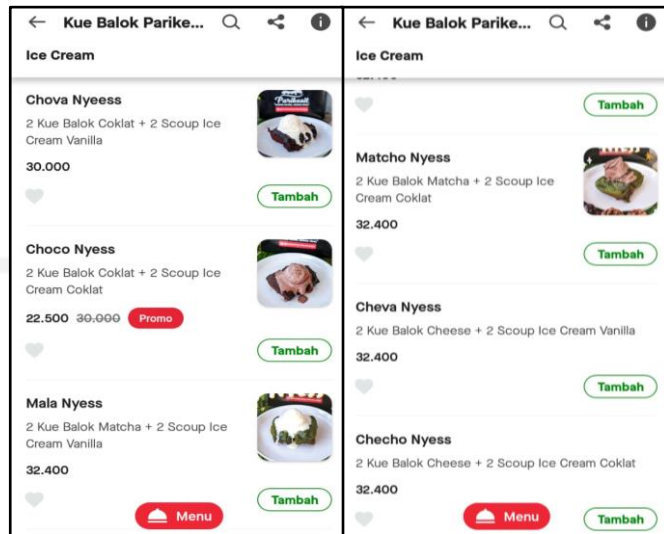 Kue Balok Parike...
Ice Cream
Chova Nyeess
2 Kue Balok Coklat + 2 Scoup Ice
Cream Vanilla
30.000
Tambah
Choco Nyess
2 Kue Balok Coklat + 2 Scoup Ice
Cream Coklat
22.500 30.000 Promo
Tambah
Mala Nyess
2 Kue Balok Matcha + 2 Scoup Ice
Cream Vanilla
32.400
Tambah
Menu
Kue Balok Parike...
Ice Cream
Tambah
Matcho Nyess
2 Kue Balok Matcha + 2 Scoup Ice
Cream Coklat
32.400
Tambah
Cheva Nyess
2 Kue Balok Cheese + 2 Scoup Ice Cream Vanilla
32.400
Tambah
Checho Nyess
2 Kue Balok Cheese + 2 Scoup Ice Cream Coklat
32.400
Menu
Tambah